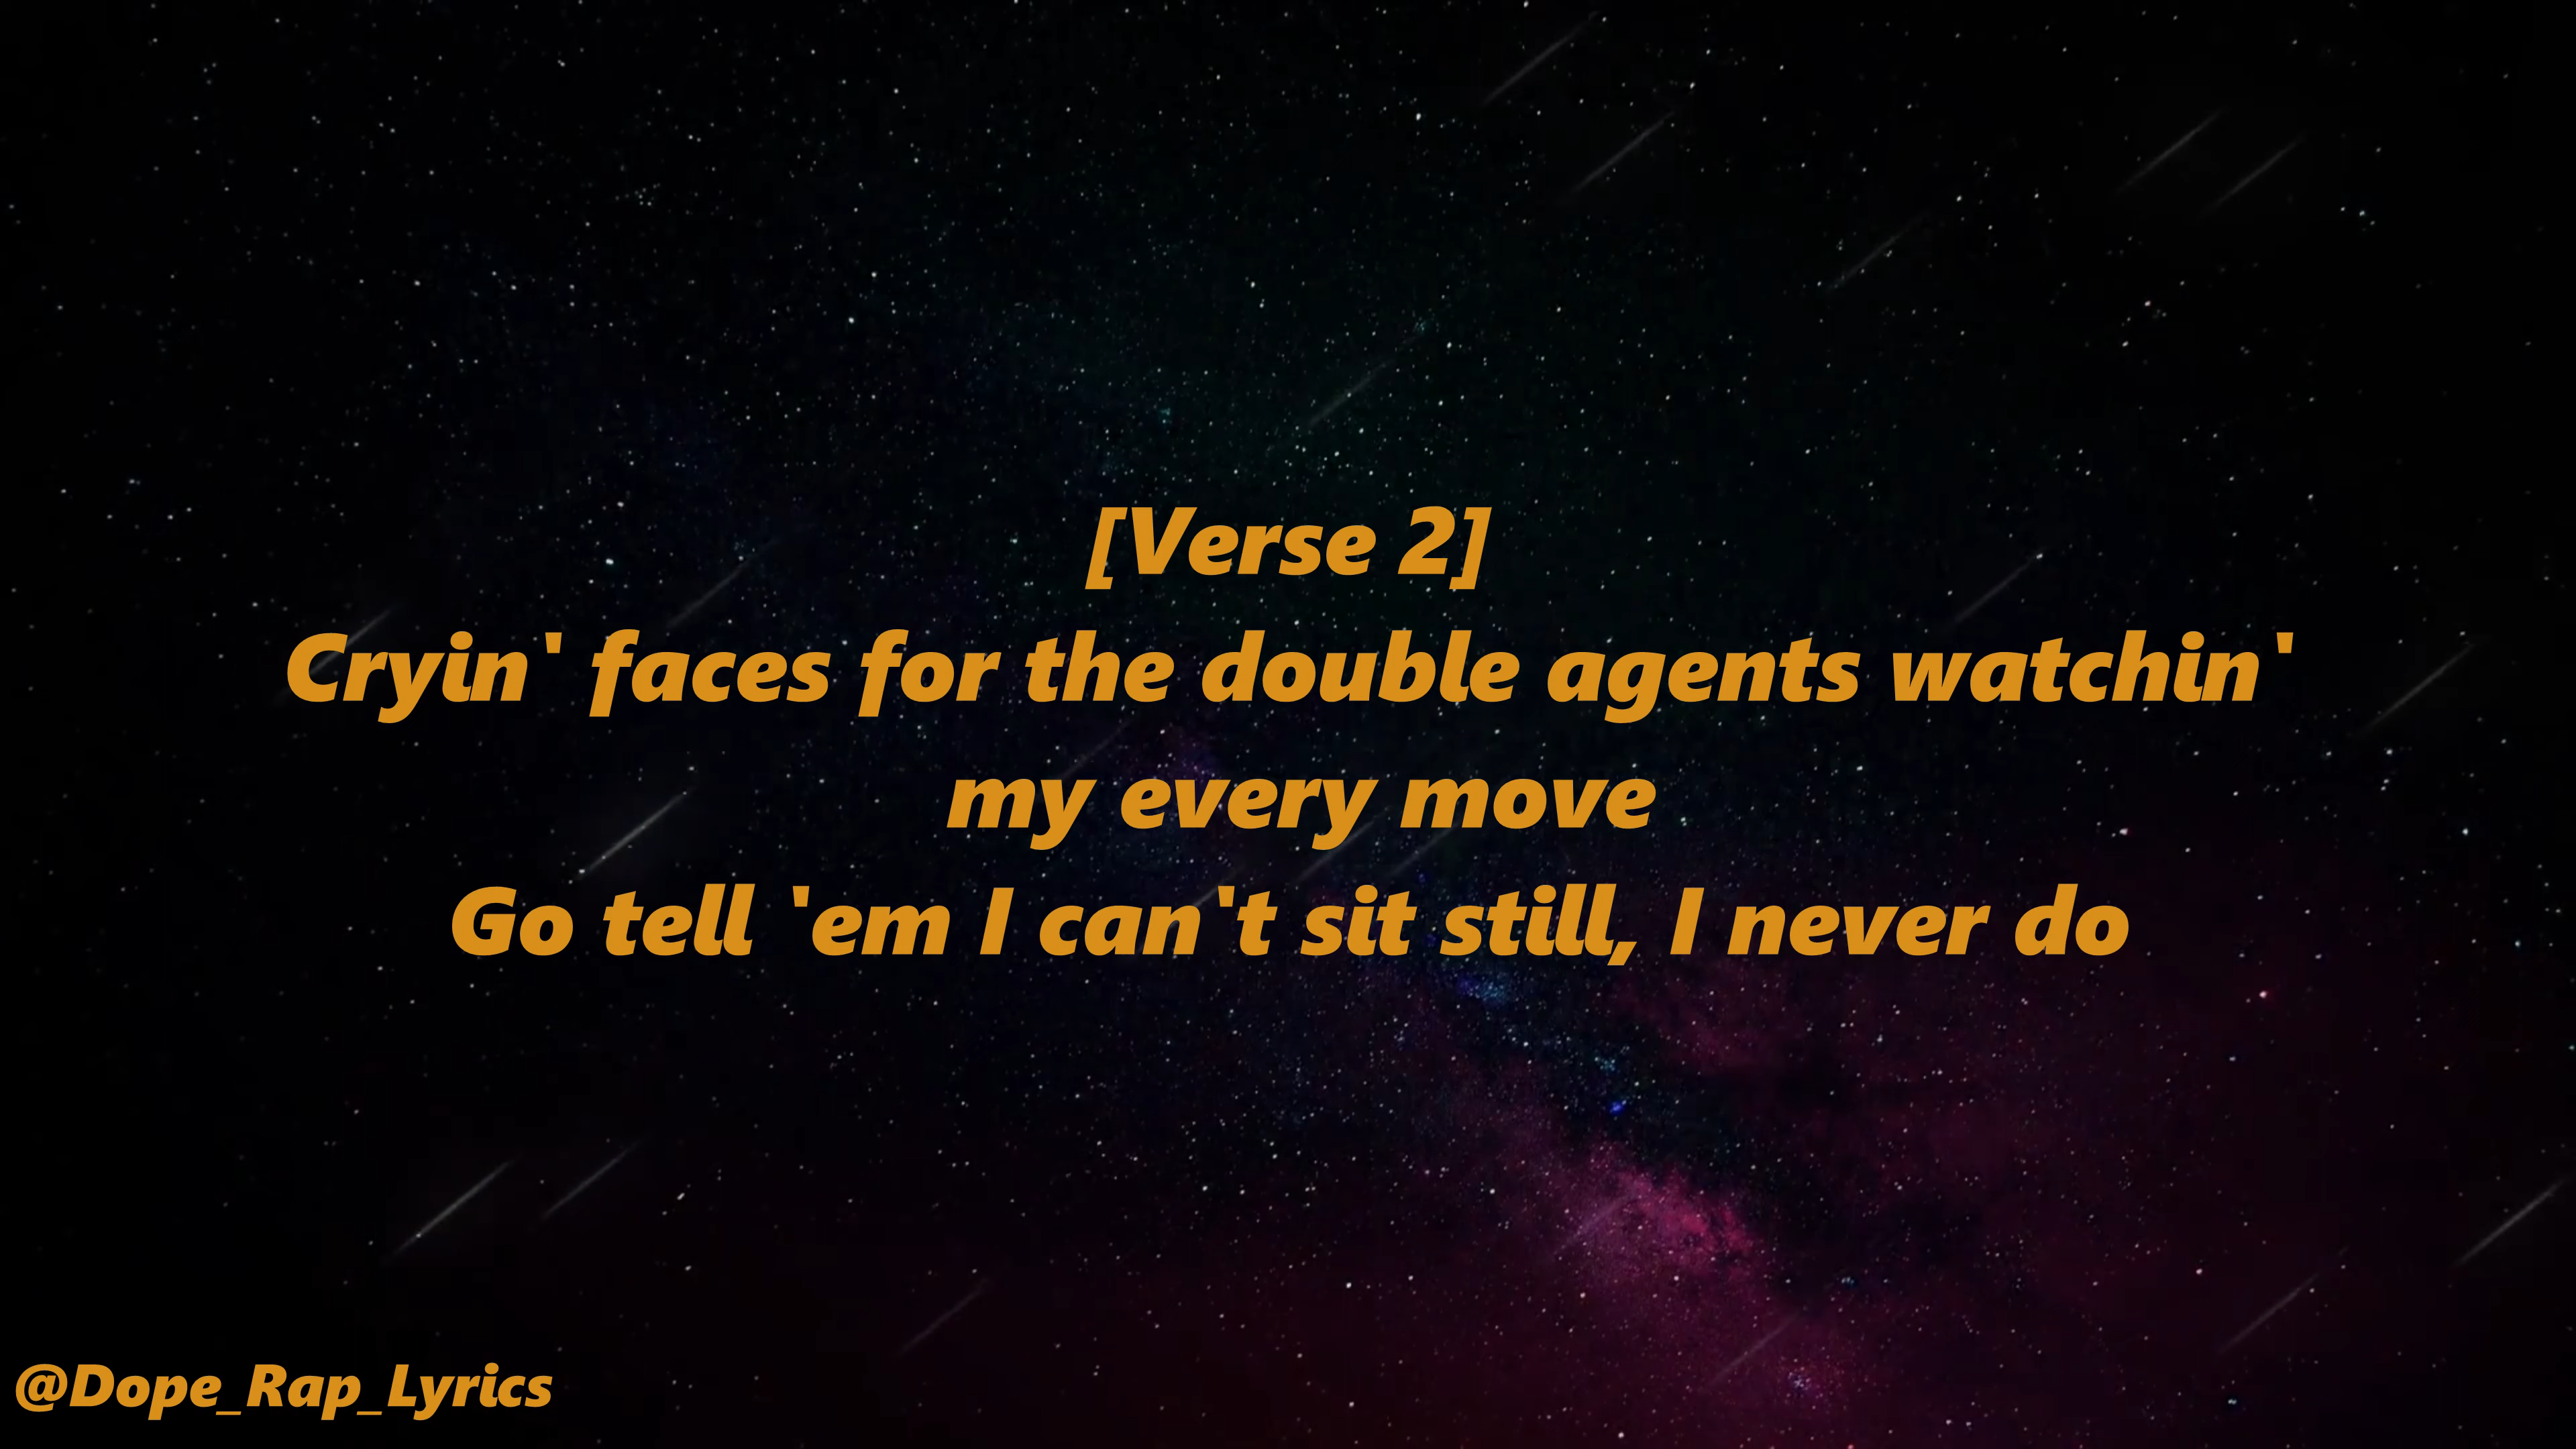 [Verse 2]
Cryin' faces for the double agents watchin'
my every move
Go tell 'em I can't sit still, I never do
@Dope_Rap_Lyrics